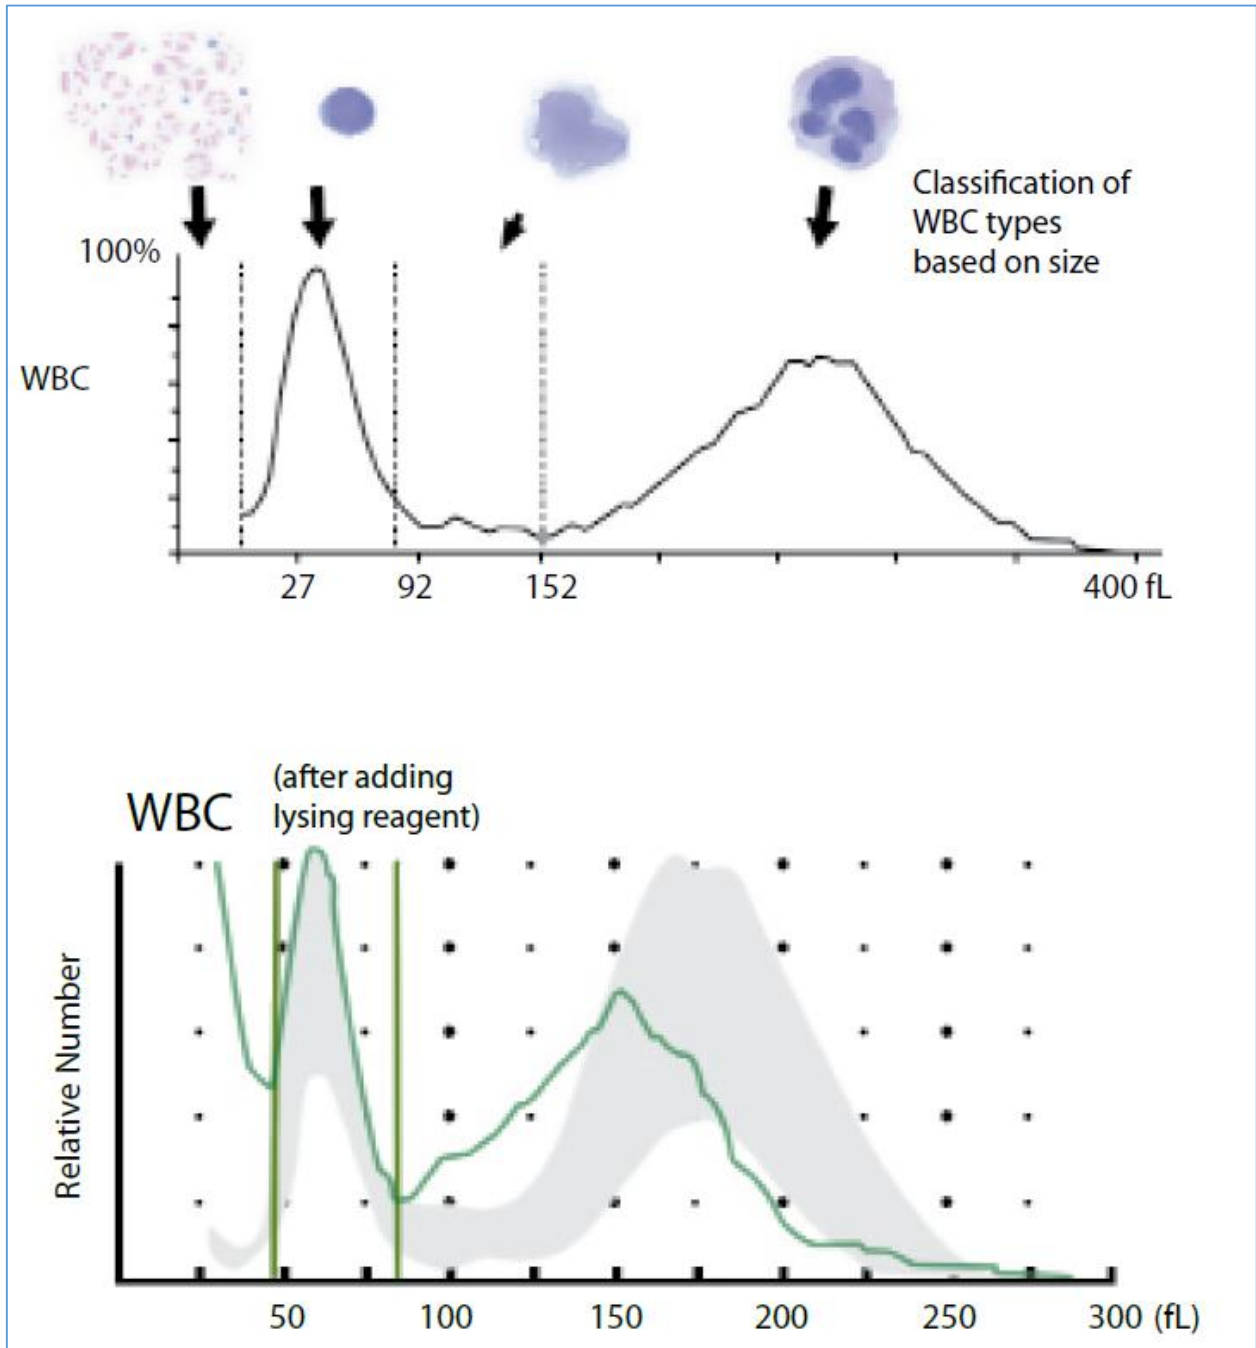 Classification of
WBC types
based on size
100%
WBC
27 92 152 400 fL
(after adding
lysing reagent)
WBC
Relative Number
50 100 150 200 250 300 (fL)